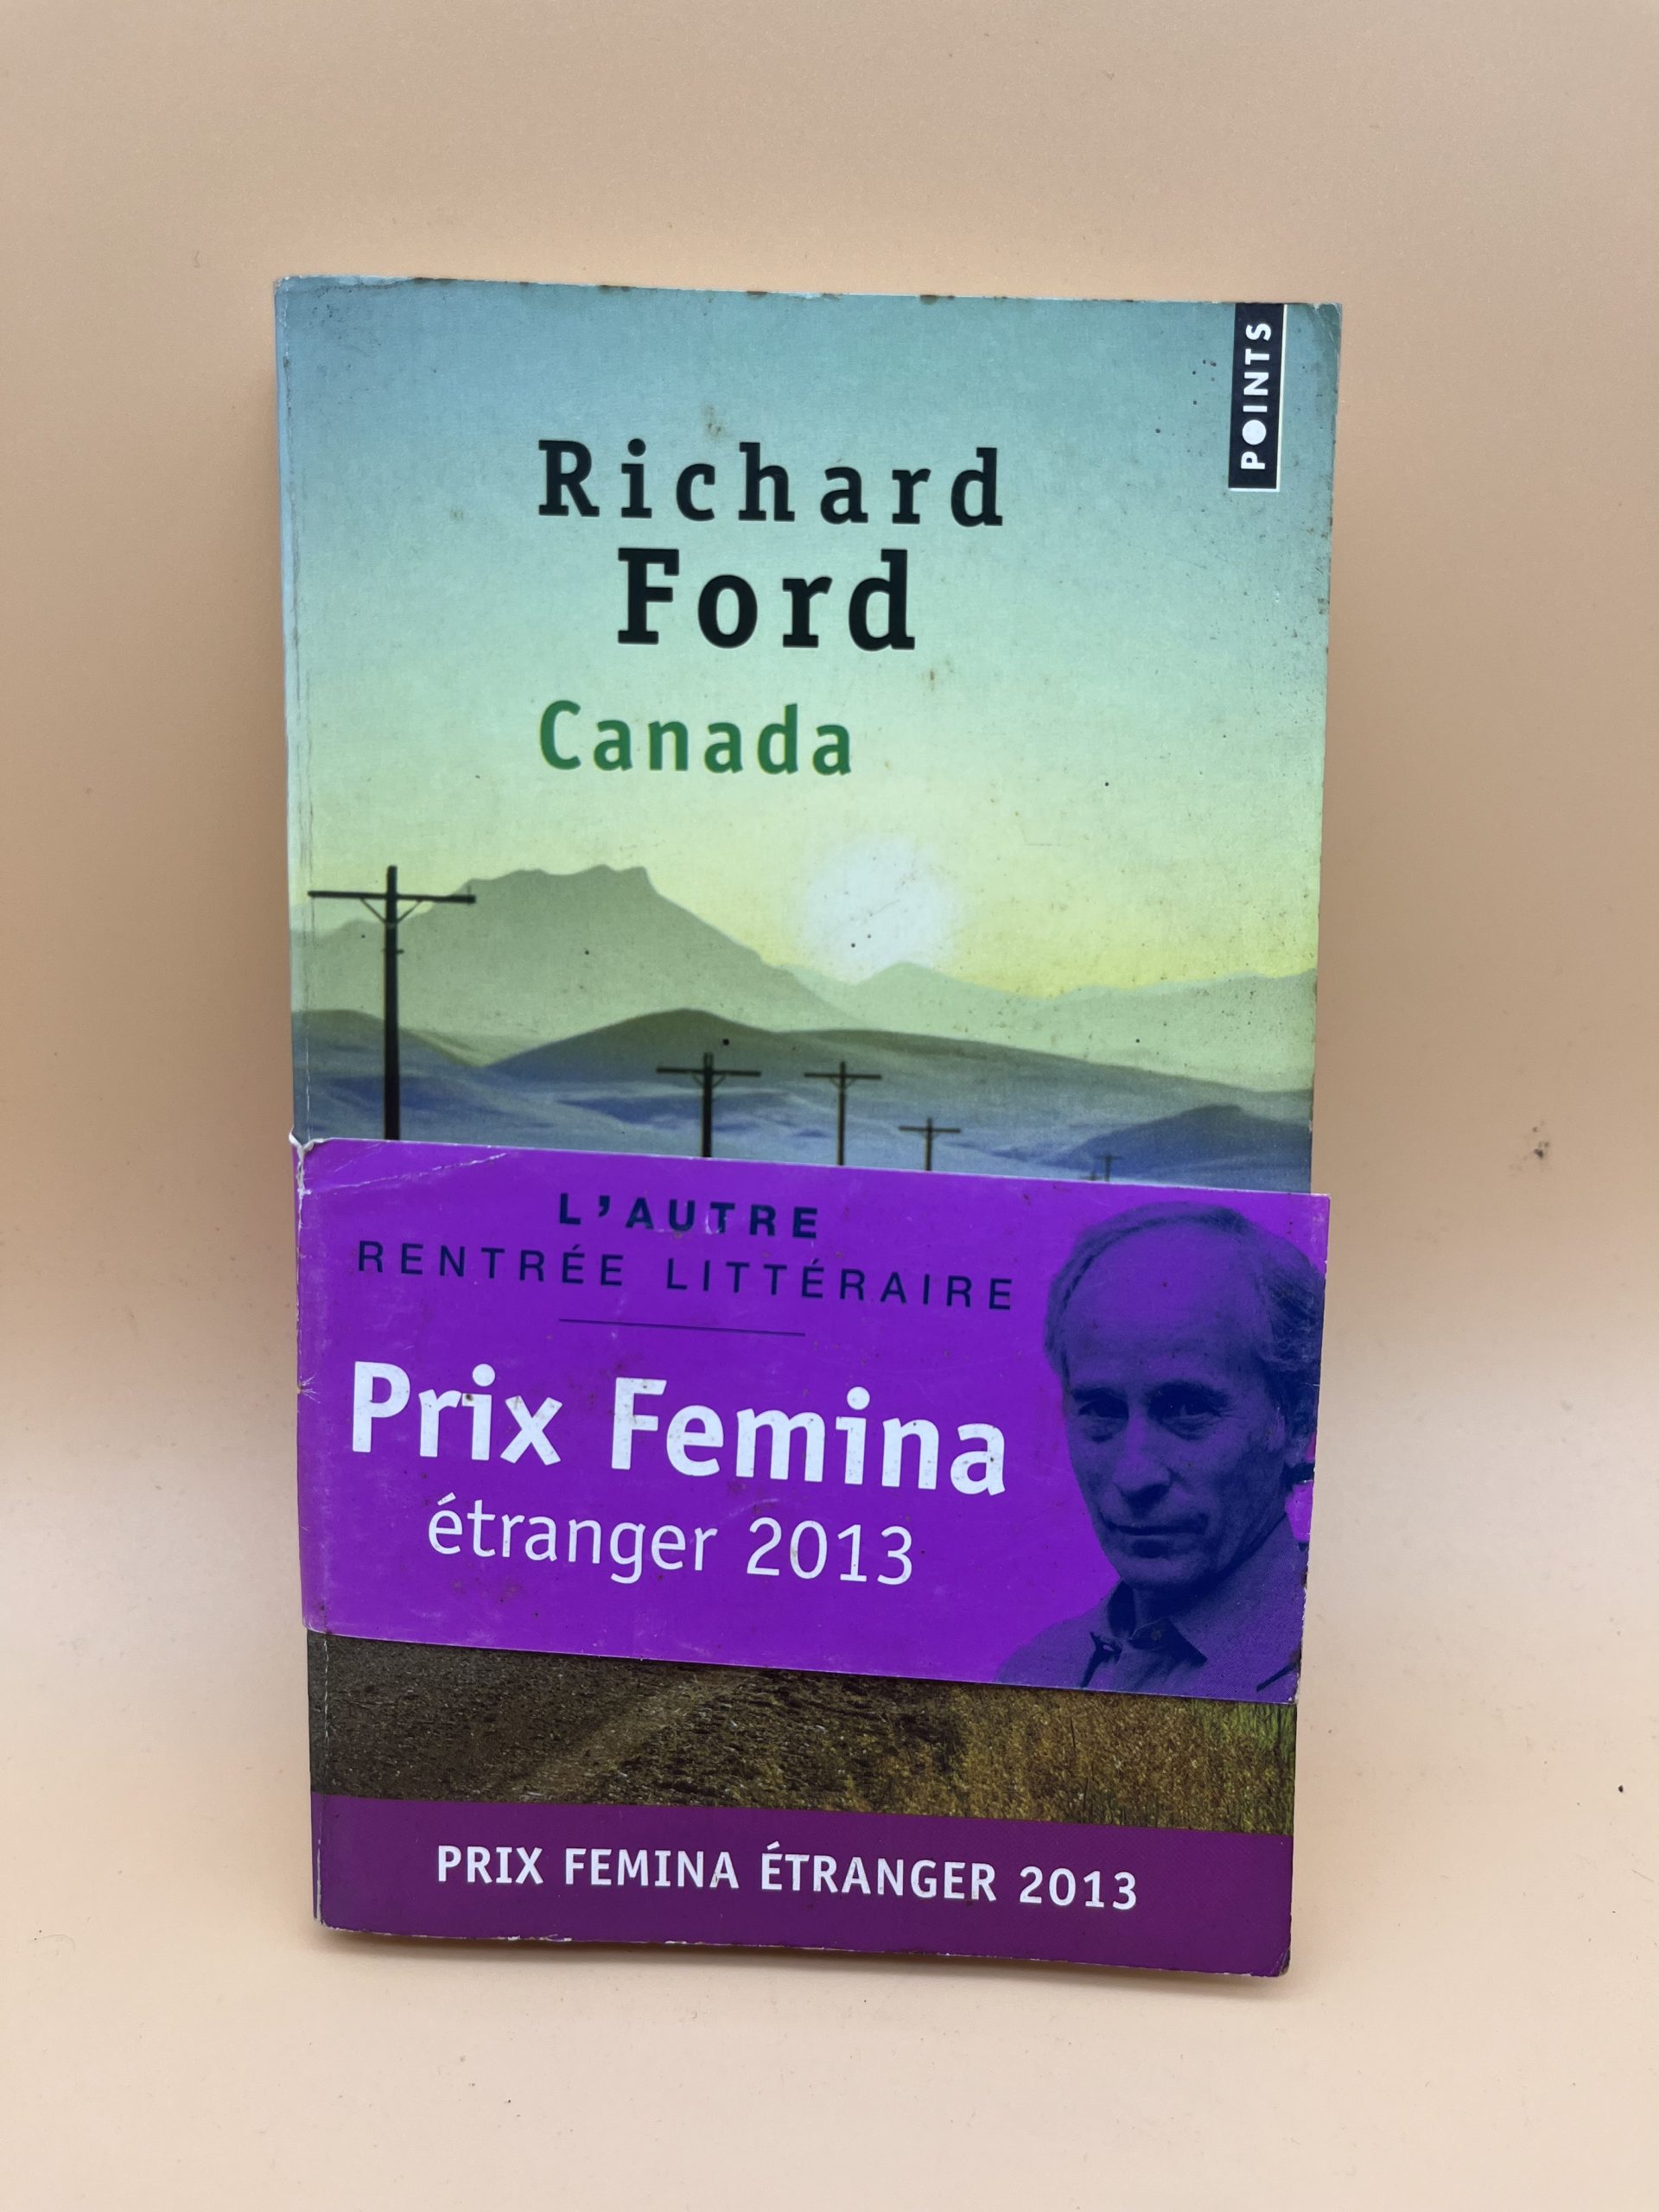 POINTS
Richard
Ford
Canada
L'AUTRE
RENTRÉE LITTÉRAIRE
Prix Femina
étranger 2013
PRIX FEMINA ÉTRANGER 2013